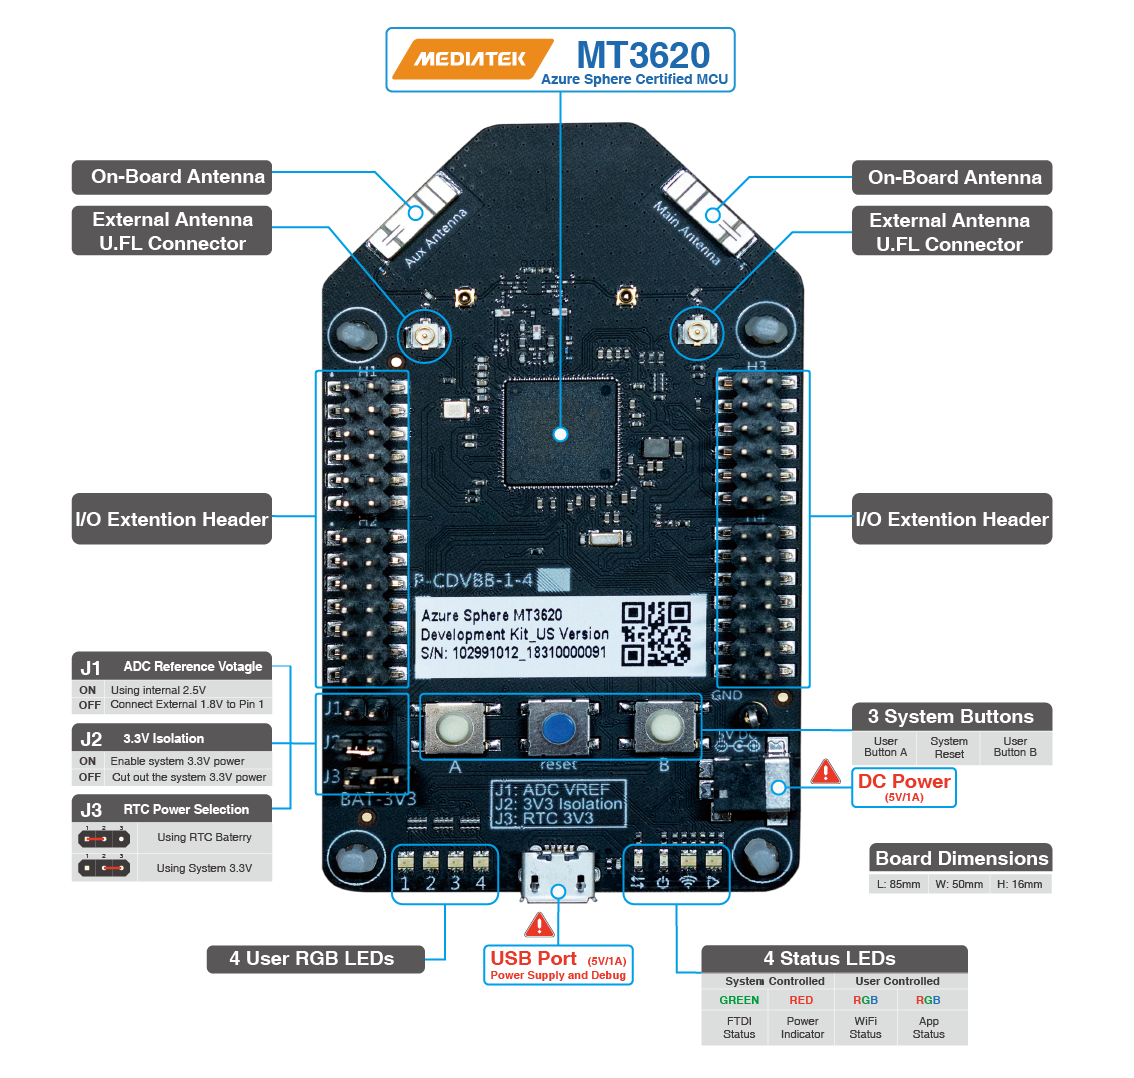 MEDIATEK
MT3620
Azure Sphere Certified MCU
On-Board Antenna
External Antenna
U.FL Connector
On-Board Antenna
External Antenna
U.FL Connector
Aux Antenna
Main Antenna
H1
H3
I/O Extention Header
I/O Extention Header
H2
H4
P-CDVBB-1-4
Azure Sphere MT3620
Development Kit_US Version
S/N: 102991012_18310000091
J1 ADC Reference Votagle
ON Using internal 2.5V
OFF Connect External 1.8V to Pin 1
J2 3.3V Isolation
ON Enable system 3.3V power
OFF Cut out the system 3.3V power
J3 RTC Power Selection
1 2 3
Using RTC Baterry
1 2 3
Using System 3.3V
J1
J2
J3
BAT-3V3
A
reset
B
GND
5V DC
J1: ADC VREF
J2: 3V3 Isolation
J3: RTC 3V3
3 System Buttons
User Button A
System Reset
User Button B
DC Power
(5V/1A)
Board Dimensions
L: 85mm W: 50mm H: 16mm
1 2 3 4
4 User RGB LEDs
USB Port (5V/1A)
Power Supply and Debug
4 Status LEDs
System Controlled User Controlled
GREEN RED RGB RGB
FTDI Status
Power Indicator
WiFi Status
App Status